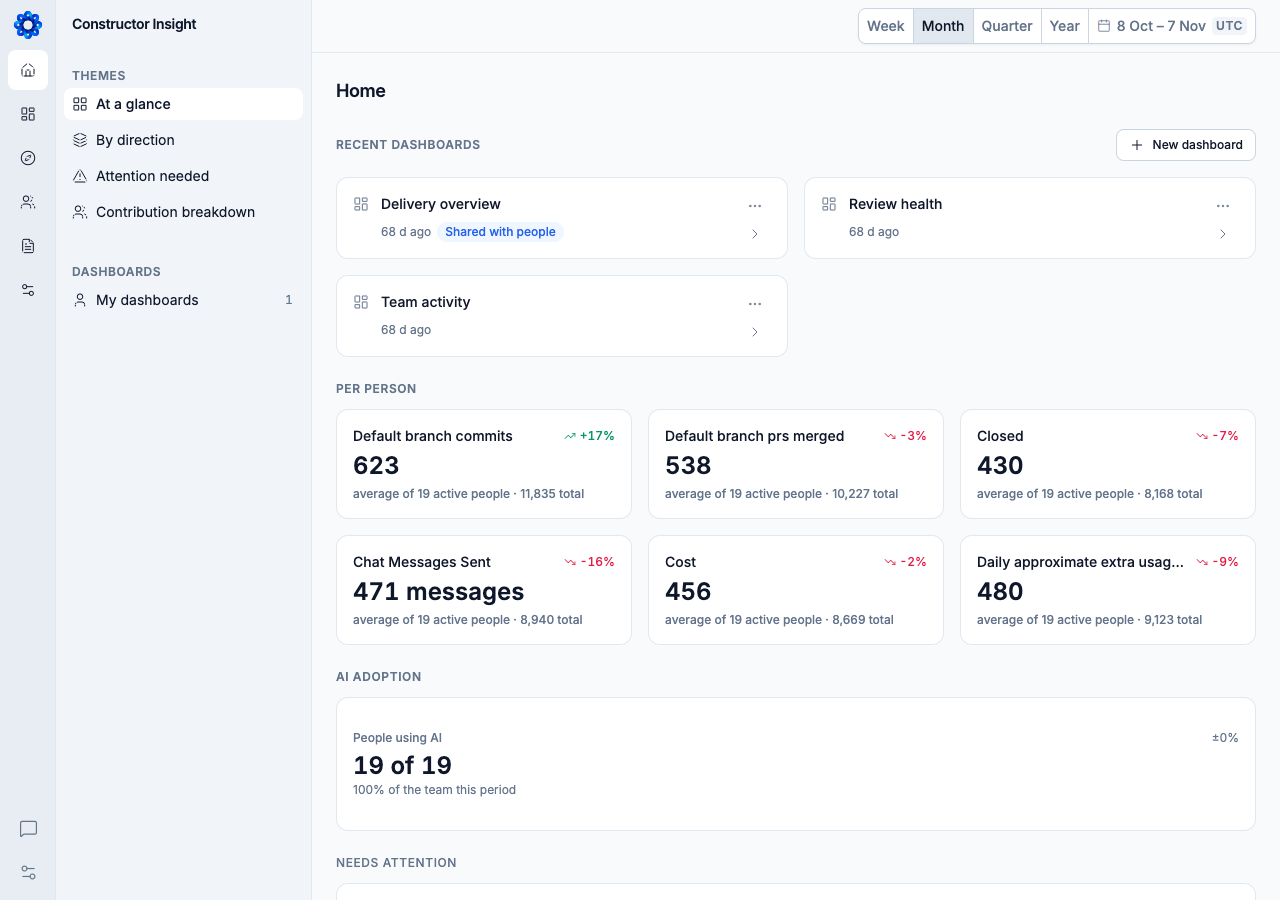 Constructor Insight
Week Month Quarter Year 8 Oct – 7 Nov UTC
THEMES
At a glance
By direction
Attention needed
Contribution breakdown
DASHBOARDS
My dashboards 1
Home
RECENT DASHBOARDS
New dashboard
Delivery overview
68 d ago Shared with people
Review health
68 d ago
Team activity
68 d ago
PER PERSON
Default branch commits +17%
623
average of 19 active people · 11,835 total
Default branch prs merged -3%
538
average of 19 active people · 10,227 total
Closed -7%
430
average of 19 active people · 8,168 total
Chat Messages Sent -16%
471 messages
average of 19 active people · 8,940 total
Cost -2%
456
average of 19 active people · 8,669 total
Daily approximate extra usag... -9%
480
average of 19 active people · 9,123 total
AI ADOPTION
People using AI ±0%
19 of 19
100% of the team this period
NEEDS ATTENTION